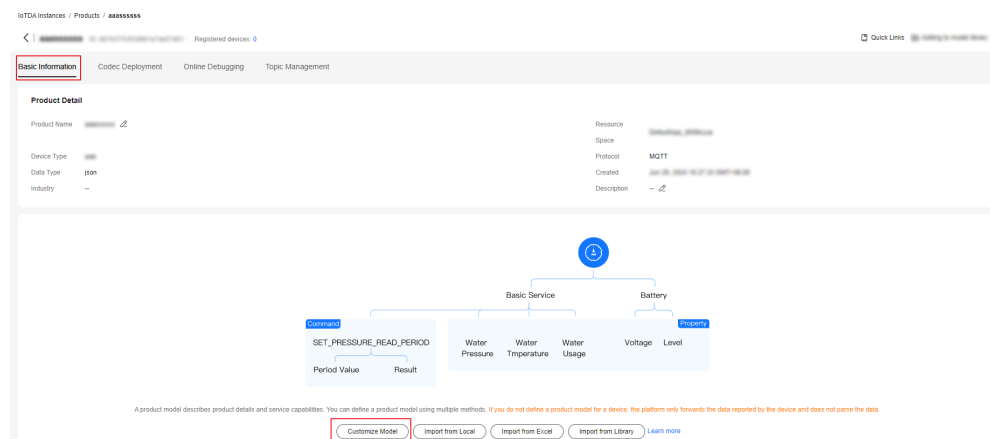 IoTDA Instances / Products / aaassssss
Registered devices: 0
Quick Links
Basic Information Codec Deployment Online Debugging Topic Management
Product Detail
Product Name
Resource Space
Device Type
Protocol MQTT
Data Type json
Created
Industry --
Description --
Basic Service Battery
Command
Property
SET_PRESSURE_READ_PERIOD
Water Pressure
Water Tmperature
Water Usage
Voltage Level
Period Value Result
A product model describes product details and service capabilities. You can define a product model using multiple methods. If you do not define a product model for a device, the platform only forwards the data reported by the device and does not parse the data.
Customize Model Import from Local Import from Excel Import from Library Learn more